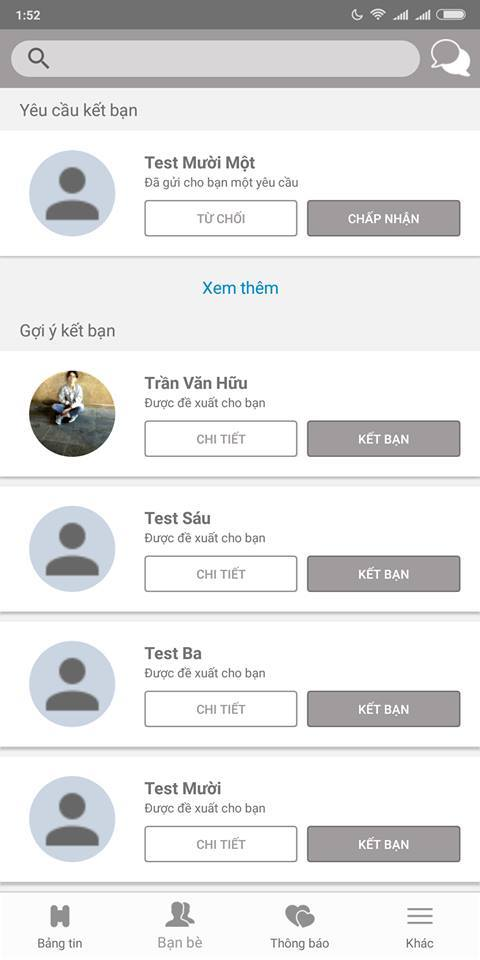 1:52
Yêu cầu kết bạn
Test Mười Một
Đã gửi cho bạn một yêu cầu
TỪ CHỐI
CHẤP NHẬN
Xem thêm
Gợi ý kết bạn
Trần Văn Hữu
Được đề xuất cho bạn
CHI TIẾT
KẾT BẠN
Test Sáu
Được đề xuất cho bạn
CHI TIẾT
KẾT BẠN
Test Ba
Được đề xuất cho bạn
CHI TIẾT
KẾT BẠN
Test Mười
Được đề xuất cho bạn
CHI TIẾT
KẾT BẠN
Bảng tin
Bạn bè
Thông báo
Khác